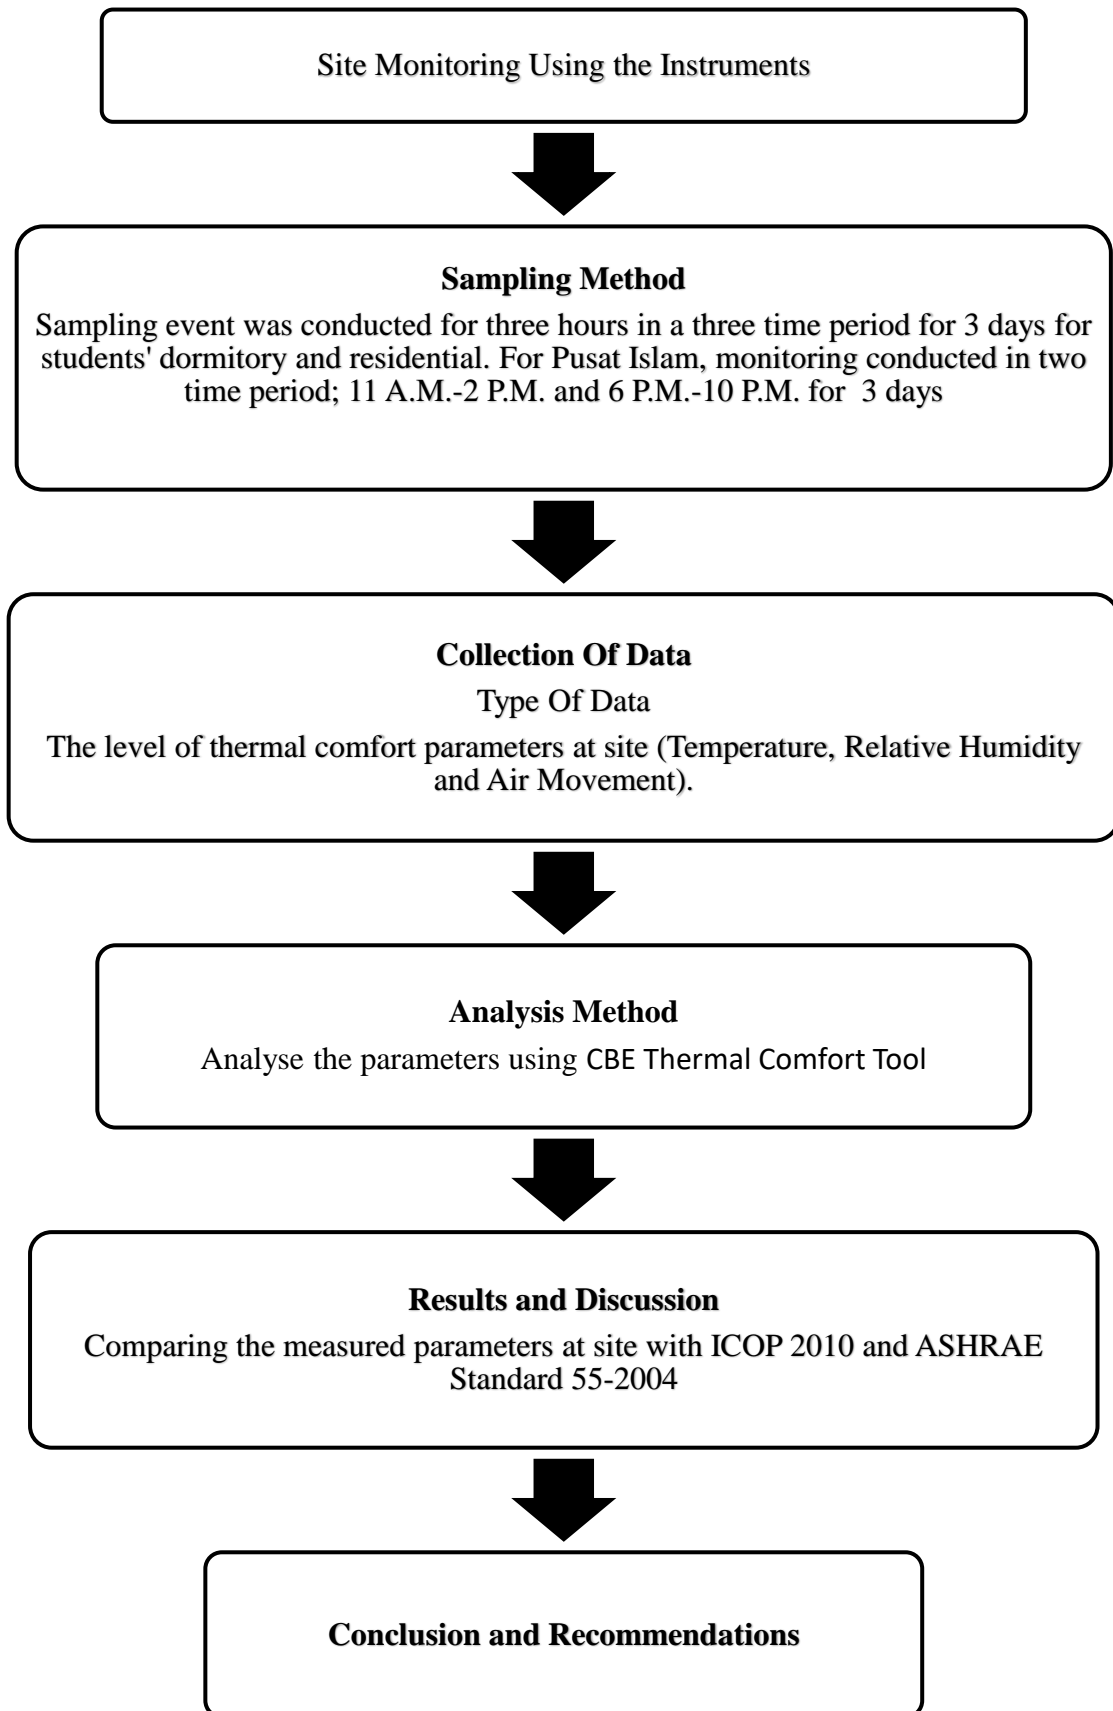 Site Monitoring Using the Instruments
Sampling Method
Sampling event was conducted for three hours in a three time period for 3 days for
students' dormitory and residential. For Pusat Islam, monitoring conducted in two
time period; 11 A.M.-2 P.M. and 6 P.M.-10 P.M. for  3 days
Collection Of Data
Type Of Data
The level of thermal comfort parameters at site (Temperature, Relative Humidity
and Air Movement).
Analysis Method
Analyse the parameters using CBE Thermal Comfort Tool
Results and Discussion
Comparing the measured parameters at site with ICOP 2010 and ASHRAE
Standard 55-2004
Conclusion and Recommendations